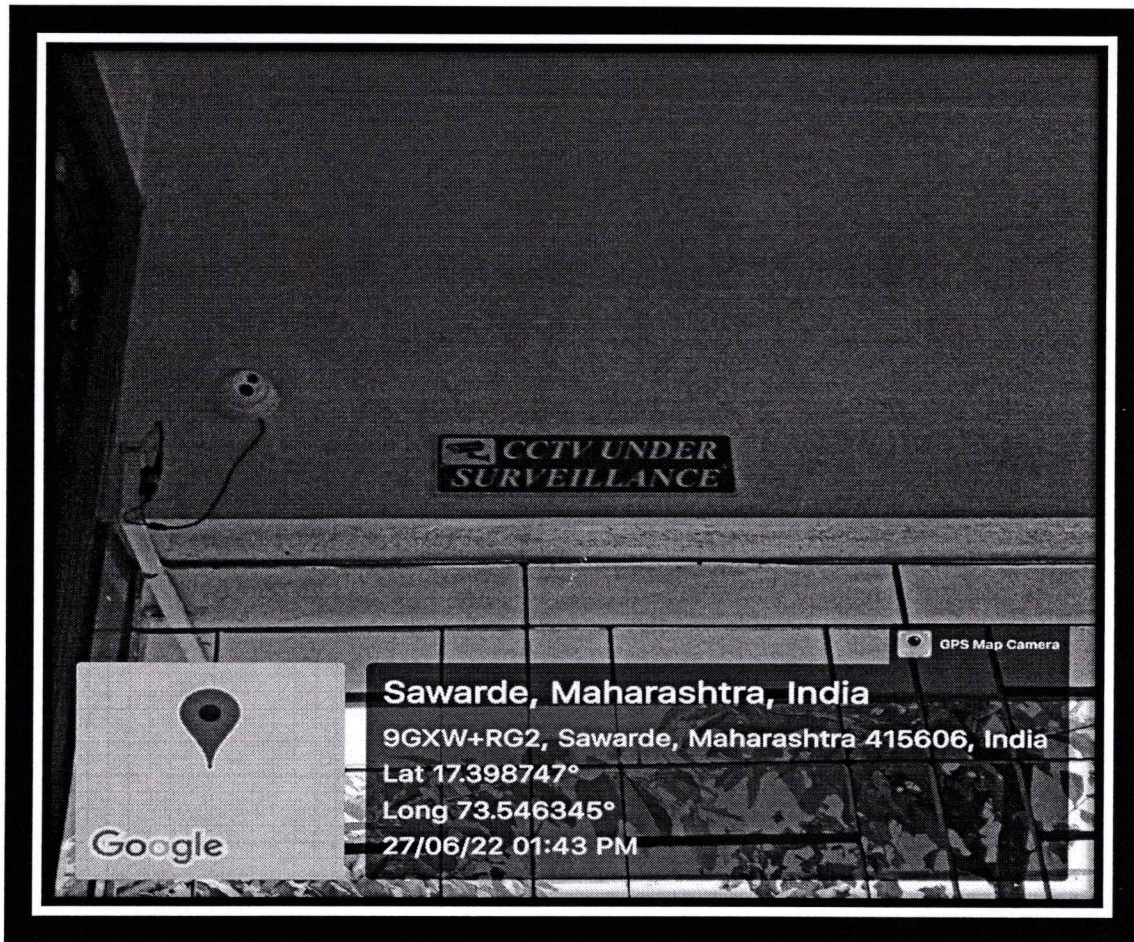 CCTV UNDER
SURVEILLANCE
GPS Map Camera
Sawarde, Maharashtra, India
9GXW+RG2, Sawarde, Maharashtra 415606, India
Lat 17.398747°
Long 73.546345°
27/06/22 01:43 PM
Google